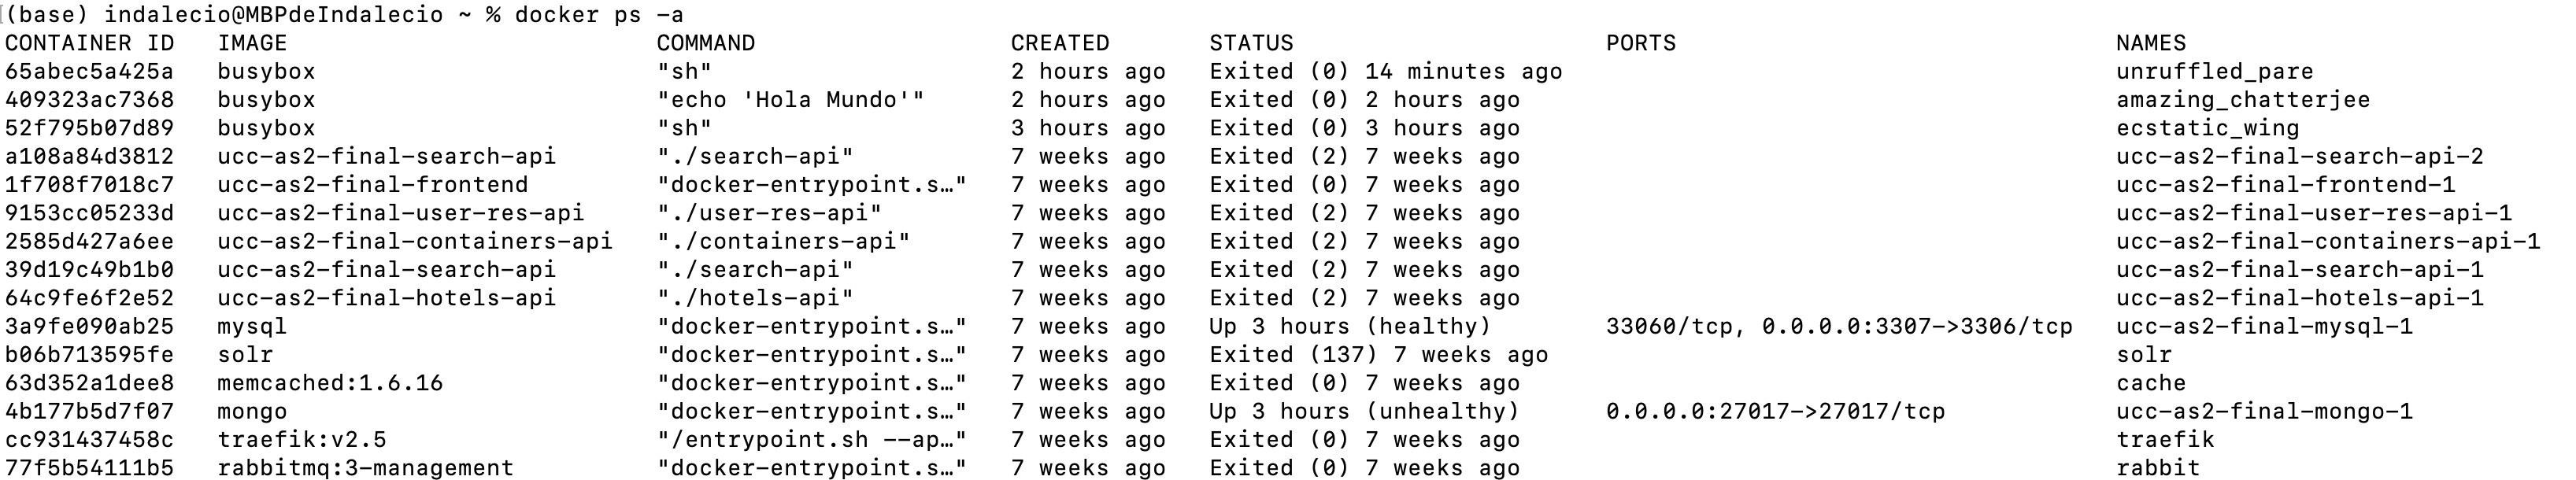 (base) indalecio@MBPdeIndalecio ~ % docker ps -a
CONTAINER ID   IMAGE                          COMMAND                  CREATED       STATUS                      PORTS                               NAMES
65abec5a425a   busybox                        "sh"                     2 hours ago   Exited (0) 14 minutes ago                                       unruffled_pare
409323ac7368   busybox                        "echo 'Hola Mundo'"      2 hours ago   Exited (0) 2 hours ago                                          amazing_chatterjee
52f795b07d89   busybox                        "sh"                     3 hours ago   Exited (0) 3 hours ago                                          ecstatic_wing
a108a84d3812   ucc-as2-final-search-api       "./search-api"           7 weeks ago   Exited (2) 7 weeks ago                                          ucc-as2-final-search-api-2
1f708f7018c7   ucc-as2-final-frontend         "docker-entrypoint.s…"   7 weeks ago   Exited (0) 7 weeks ago                                          ucc-as2-final-frontend-1
9153cc05233d   ucc-as2-final-user-res-api     "./user-res-api"         7 weeks ago   Exited (2) 7 weeks ago                                          ucc-as2-final-user-res-api-1
2585d427a6ee   ucc-as2-final-containers-api   "./containers-api"       7 weeks ago   Exited (2) 7 weeks ago                                          ucc-as2-final-containers-api-1
39d19c49b1b0   ucc-as2-final-search-api       "./search-api"           7 weeks ago   Exited (2) 7 weeks ago                                          ucc-as2-final-search-api-1
64c9fe6f2e52   ucc-as2-final-hotels-api       "./hotels-api"           7 weeks ago   Exited (2) 7 weeks ago                                          ucc-as2-final-hotels-api-1
3a9fe090ab25   mysql                          "docker-entrypoint.s…"   7 weeks ago   Up 3 hours (healthy)        33060/tcp, 0.0.0.0:3307->3306/tcp   ucc-as2-final-mysql-1
b06b713595fe   solr                           "docker-entrypoint.s…"   7 weeks ago   Exited (137) 7 weeks ago                                        solr
63d352a1dee8   memcached:1.6.16               "docker-entrypoint.s…"   7 weeks ago   Exited (0) 7 weeks ago                                          cache
4b177b5d7f07   mongo                          "docker-entrypoint.s…"   7 weeks ago   Up 3 hours (unhealthy)      0.0.0.0:27017->27017/tcp            ucc-as2-final-mongo-1
cc931437458c   traefik:v2.5                   "/entrypoint.sh --ap…"   7 weeks ago   Exited (0) 7 weeks ago                                          traefik
77f5b54111b5   rabbitmq:3-management          "docker-entrypoint.s…"   7 weeks ago   Exited (0) 7 weeks ago                                          rabbit